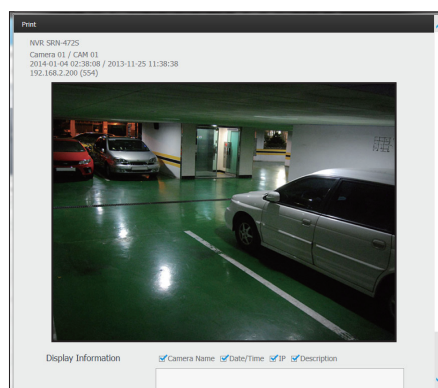 Print
NVR SRN-472S
Camera 01 / CAM 01
2014-01-04 02:38:08 / 2013-11-25 11:38:38
192.168.2.200 (554)
Display Information
Camera Name Date/Time IP Description